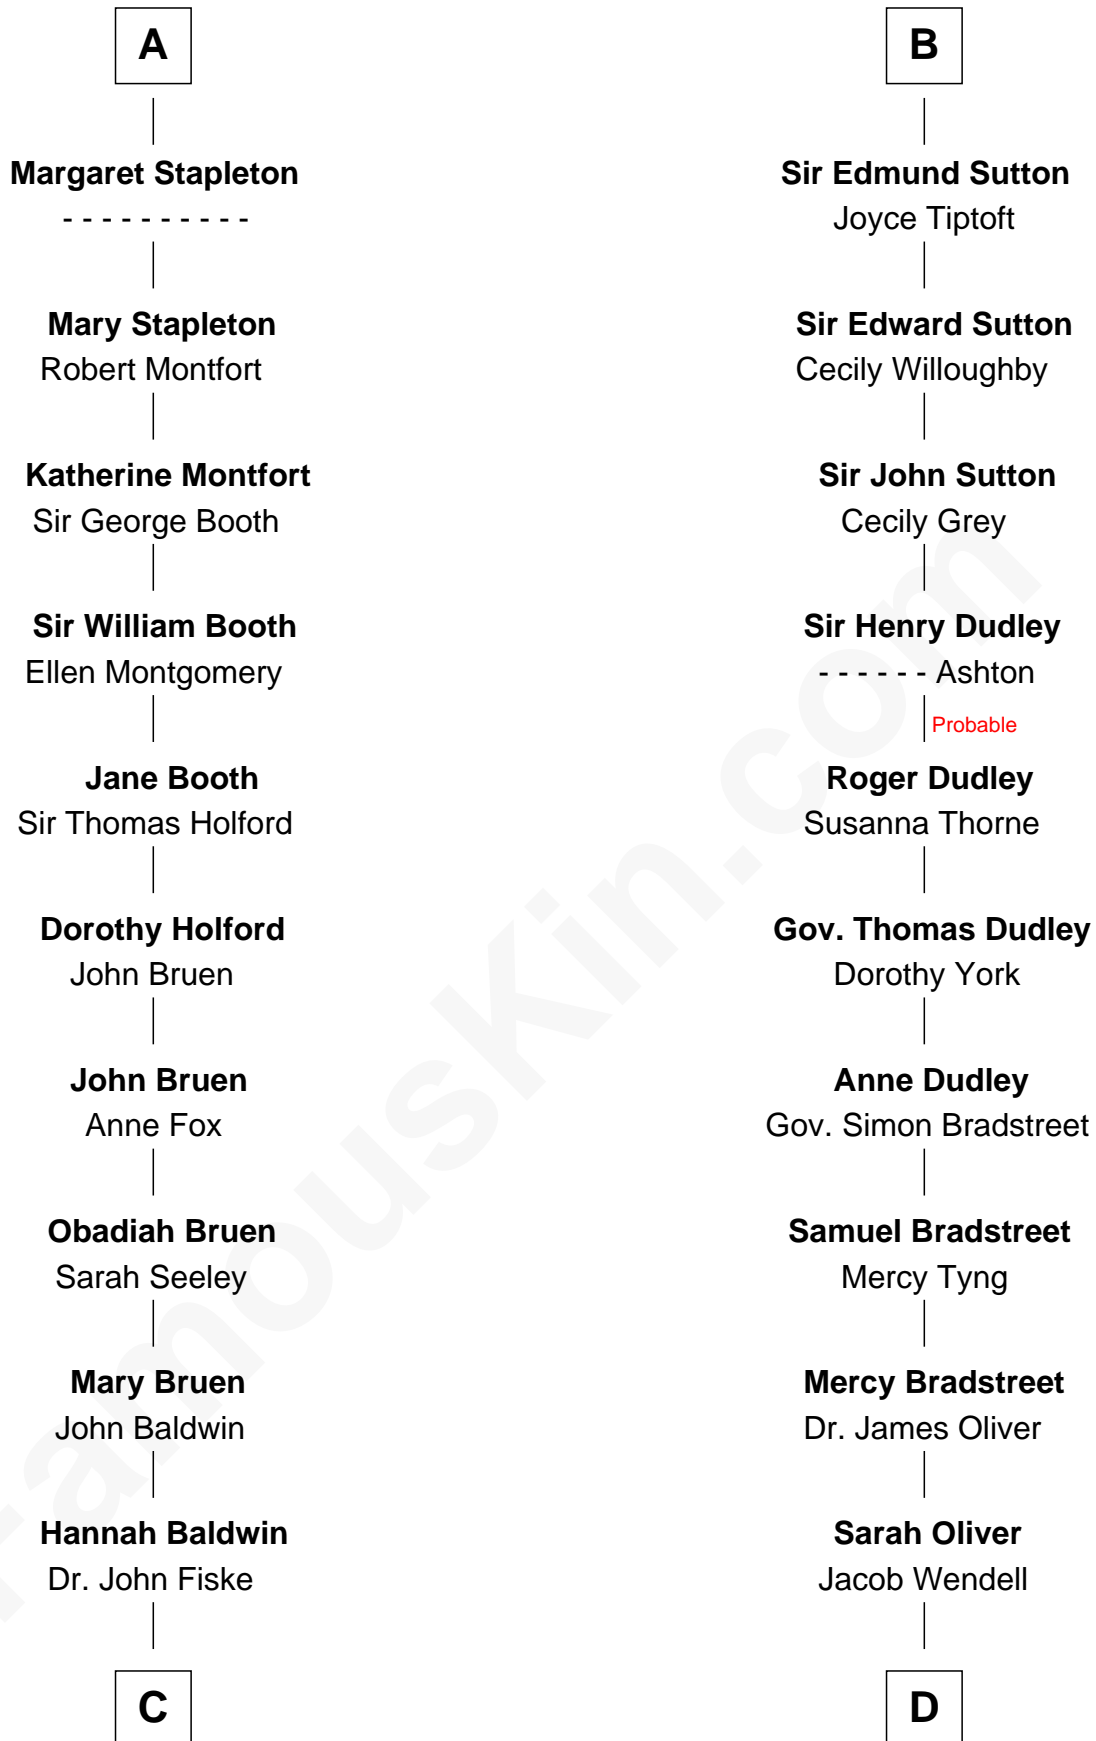 A
Margaret Stapleton
- - - - - - - - - -
Mary Stapleton
Robert Montfort
Katherine Montfort
Sir George Booth
Sir William Booth
Ellen Montgomery
Jane Booth
Sir Thomas Holford
Dorothy Holford
John Bruen
John Bruen
Anne Fox
Obadiah Bruen
Sarah Seeley
Mary Bruen
John Baldwin
Hannah Baldwin
Dr. John Fiske
C
B
Sir Edmund Sutton
Joyce Tiptoft
Sir Edward Sutton
Cecily Willoughby
Sir John Sutton
Cecily Grey
Sir Henry Dudley
- - - - - - Ashton
Probable
Roger Dudley
Susanna Thorne
Gov. Thomas Dudley
Dorothy York
Anne Dudley
Gov. Simon Bradstreet
Samuel Bradstreet
Mercy Tyng
Mercy Bradstreet
Dr. James Oliver
Sarah Oliver
Jacob Wendell
D
FamousKin.com